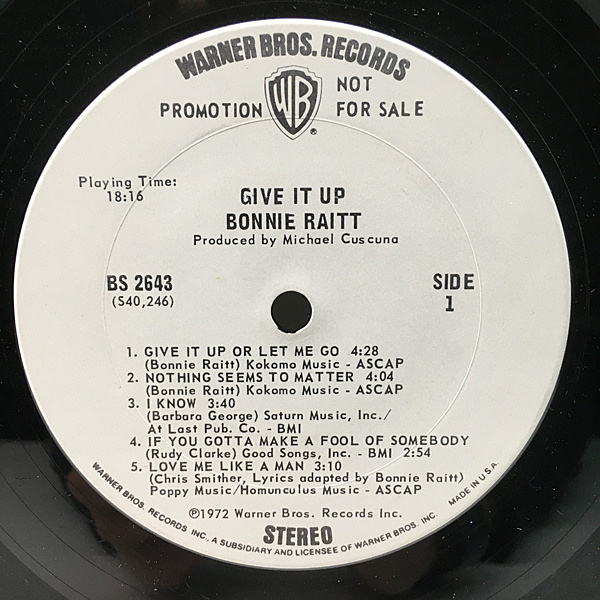 WARNER BROS. RECORDS
PROMOTION WB NOT
FOR SALE
®
Playing Time:
18:16
GIVE IT UP
BONNIE RAITT
Produced by Michael Cuscuna
BS 2643
(S40,246)
SIDE
1
1. GIVE IT UP OR LET ME GO 4:28
(Bonnie Raitt) Kokomo Music - ASCAP
2. NOTHING SEEMS TO MATTER 4:04
(Bonnie Raitt) Kokomo Music - ASCAP
3. I KNOW 3:40
(Barbara George) Saturn Music, Inc./
At Last Pub. Co. - BMI
4. IF YOU GOTTA MAKE A FOOL OF SOMEBODY
(Rudy Clarke) Good Songs, Inc. - BMI 2:54
5. LOVE ME LIKE A MAN 3:10
(Chris Smither, Lyrics adapted by Bonnie Raitt)
Poppy Music/Homunculus Music - ASCAP
℗1972 Warner Bros. Records Inc.
STEREO
WARNER BROS. RECORDS INC. A SUBSIDIARY AND LICENSEE OF WARNER BROS. INC. MADE IN U.S.A.